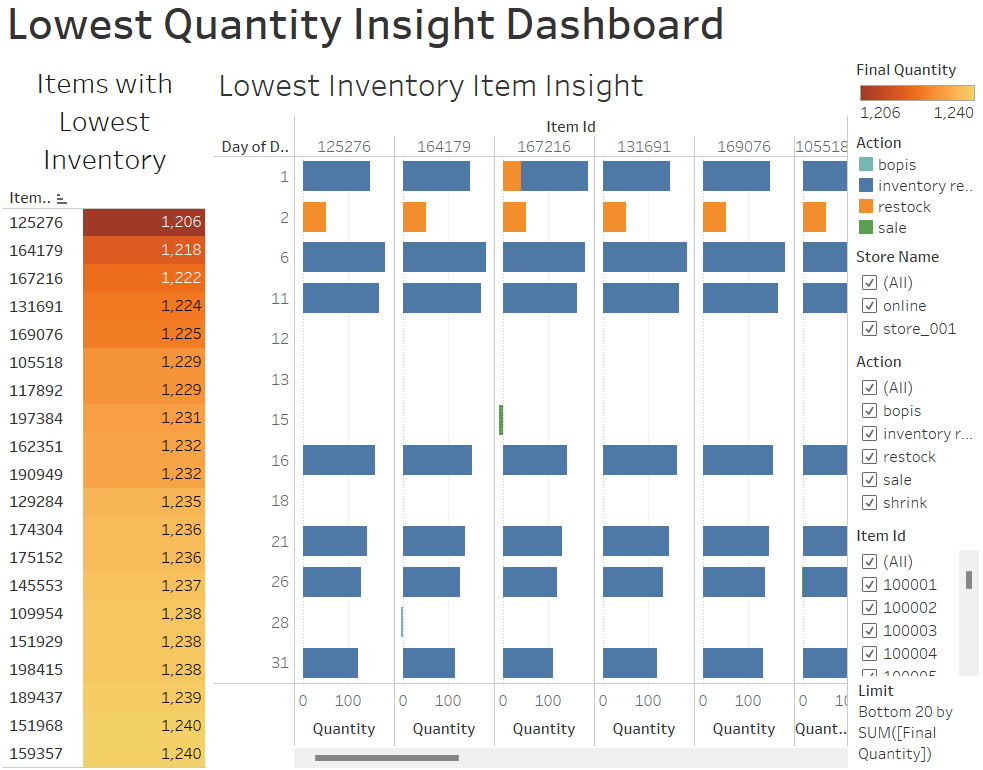 Lowest Quantity Insight Dashboard
Items with
Lowest
Inventory
Item..
125276 1,206
164179 1,218
167216 1,222
131691 1,224
169076 1,225
105518 1,229
117892 1,229
197384 1,231
162351 1,232
190949 1,232
129284 1,235
174304 1,236
175152 1,236
145553 1,237
109954 1,238
151929 1,238
198415 1,238
189437 1,239
151968 1,240
159357 1,240
Lowest Inventory Item Insight
Item Id
Day of D.. 125276 164179 167216 131691 169076 105518
1
2
6
11
12
13
15
16
18
21
26
28
31
0 100 0 100 0 100 0 100 0 100 0 10
Quantity Quantity Quantity Quantity Quantity Quant..
Final Quantity
1,206 1,240
Action
bopis
inventory re..
restock
sale
Store Name
(All)
online
store_001
Action
(All)
bopis
inventory r...
restock
sale
shrink
Item Id
(All)
100001
100002
100003
100004
100005
Limit
Bottom 20 by
SUM([Final
Quantity])